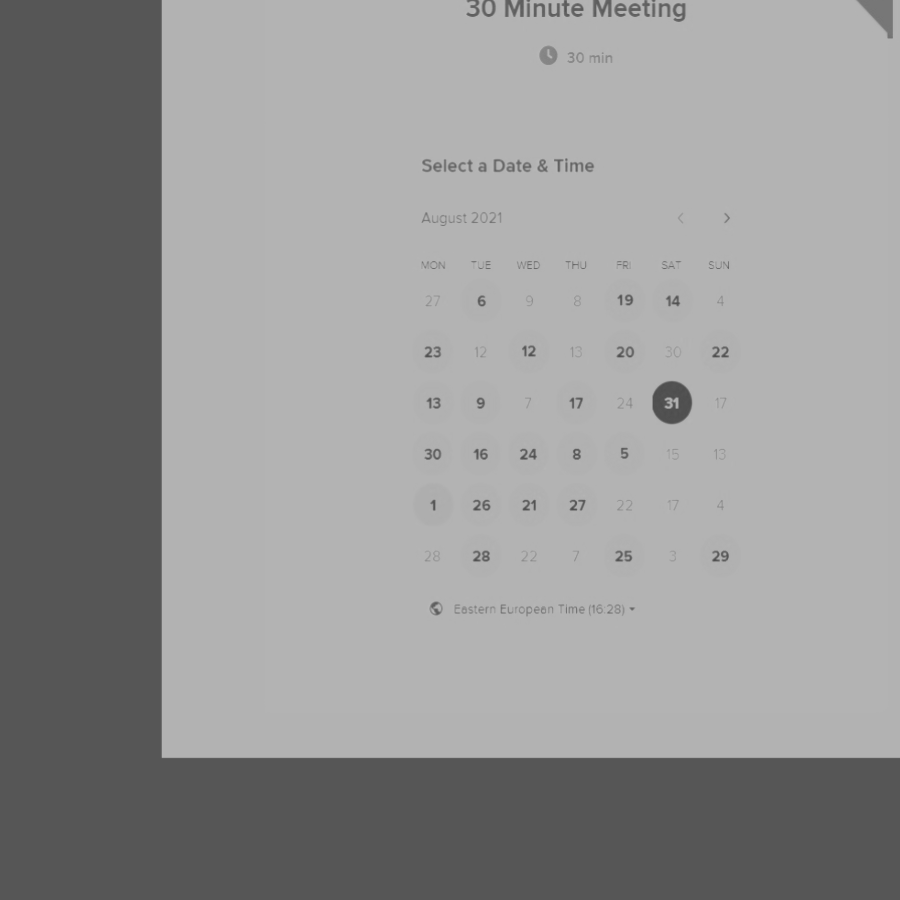 30 Minute Meeting
30 min
Select a Date & Time
August 2021
MON TUE WED THU FRI SAT SUN
27 6 9 8 19 14 4
23 12 12 13 20 30 22
13 9 7 17 24 31 17
30 16 24 8 5 15 13
1 26 21 27 22 17 4
28 28 22 7 25 3 29
Eastern European Time (16:28)